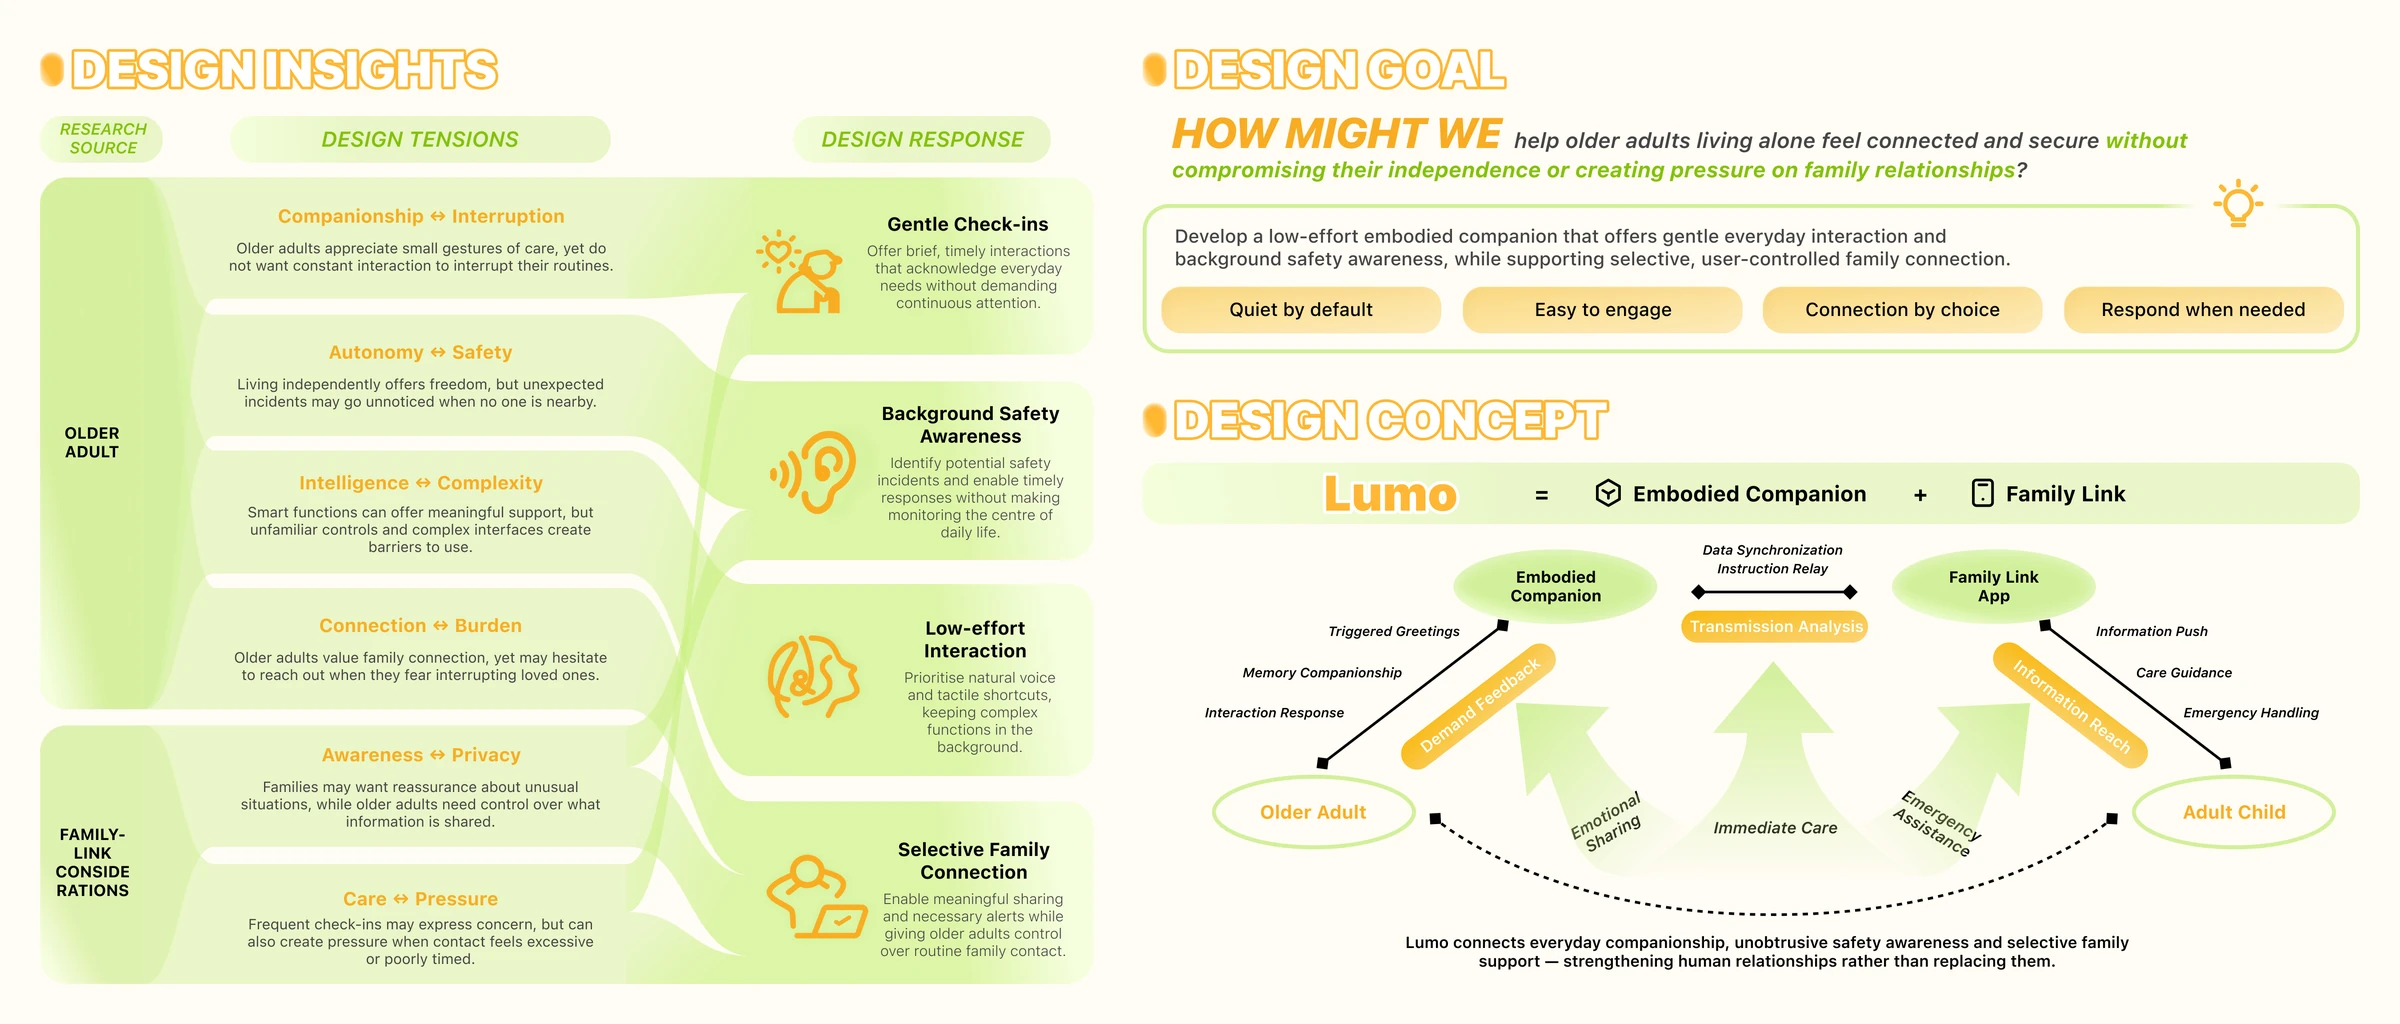 DESIGN INSIGHTS
RESEARCH
SOURCE
DESIGN TENSIONS
DESIGN RESPONSE
OLDER
ADULT
Companionship ↔ Interruption
Older adults appreciate small gestures of care, yet do
not want constant interaction to interrupt their routines.
Autonomy ↔ Safety
Living independently offers freedom, but unexpected
incidents may go unnoticed when no one is nearby.
Intelligence ↔ Complexity
Smart functions can offer meaningful support, but
unfamiliar controls and complex interfaces create
barriers to use.
Connection ↔ Burden
Older adults value family connection, yet may hesitate
to reach out when they fear interrupting loved ones.
FAMILY-
LINK
CONSIDE
RATIONS
Awareness ↔ Privacy
Families may want reassurance about unusual
situations, while older adults need control over what
information is shared.
Care ↔ Pressure
Frequent check-ins may express concern, but can
also create pressure when contact feels excessive
or poorly timed.
Gentle Check-ins
Offer brief, timely interactions
that acknowledge everyday
needs without demanding
continuous attention.
Background Safety
Awareness
Identify potential safety
incidents and enable timely
responses without making
monitoring the centre of
daily life.
Low-effort
Interaction
Prioritise natural voice
and tactile shortcuts,
keeping complex
functions in the
background.
Selective Family
Connection
Enable meaningful sharing
and necessary alerts while
giving older adults control
over routine family contact.
DESIGN GOAL
HOW MIGHT WE help older adults living alone feel connected and secure without
compromising their independence or creating pressure on family relationships?
Develop a low-effort embodied companion that offers gentle everyday interaction and
background safety awareness, while supporting selective, user-controlled family connection.
Quiet by default
Easy to engage
Connection by choice
Respond when needed
DESIGN CONCEPT
Lumo = Embodied Companion + Family Link
Embodied
Companion
Data Synchronization
Instruction Relay
Transmission Analysis
Family Link
App
Triggered Greetings
Memory Companionship
Interaction Response
Demand Feedback
Information Reach
Information Push
Care Guidance
Emergency Handling
Older Adult
Emotional
Sharing
Immediate Care
Emergency
Assistance
Adult Child
Lumo connects everyday companionship, unobtrusive safety awareness and selective family
support — strengthening human relationships rather than replacing them.